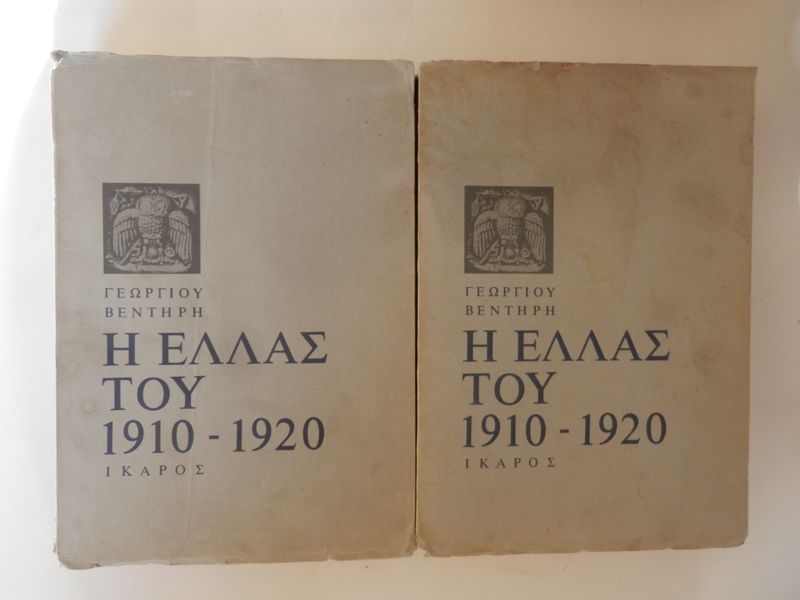 ΓΕΩΡΓΙΟΥ
ΒΕΝΤΗΡΗ
Η ΕΛΛΑΣ
ΤΟΥ
1910 - 1920
ΙΚΑΡΟΣ
ΓΕΩΡΓΙΟΥ
ΒΕΝΤΗΡΗ
Η ΕΛΛΑΣ
ΤΟΥ
1910 - 1920
ΙΚΑΡΟΣ